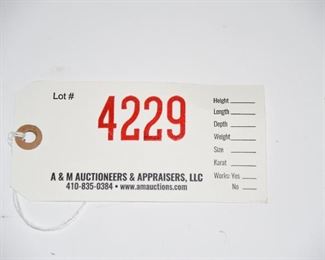 Lot #
4229
Height
Length
Depth
Weight
Size
Karat
Works: Yes
No
A & M AUCTIONEERS & APPRAISERS, LLC
410-835-0384 • www.amauctions.com